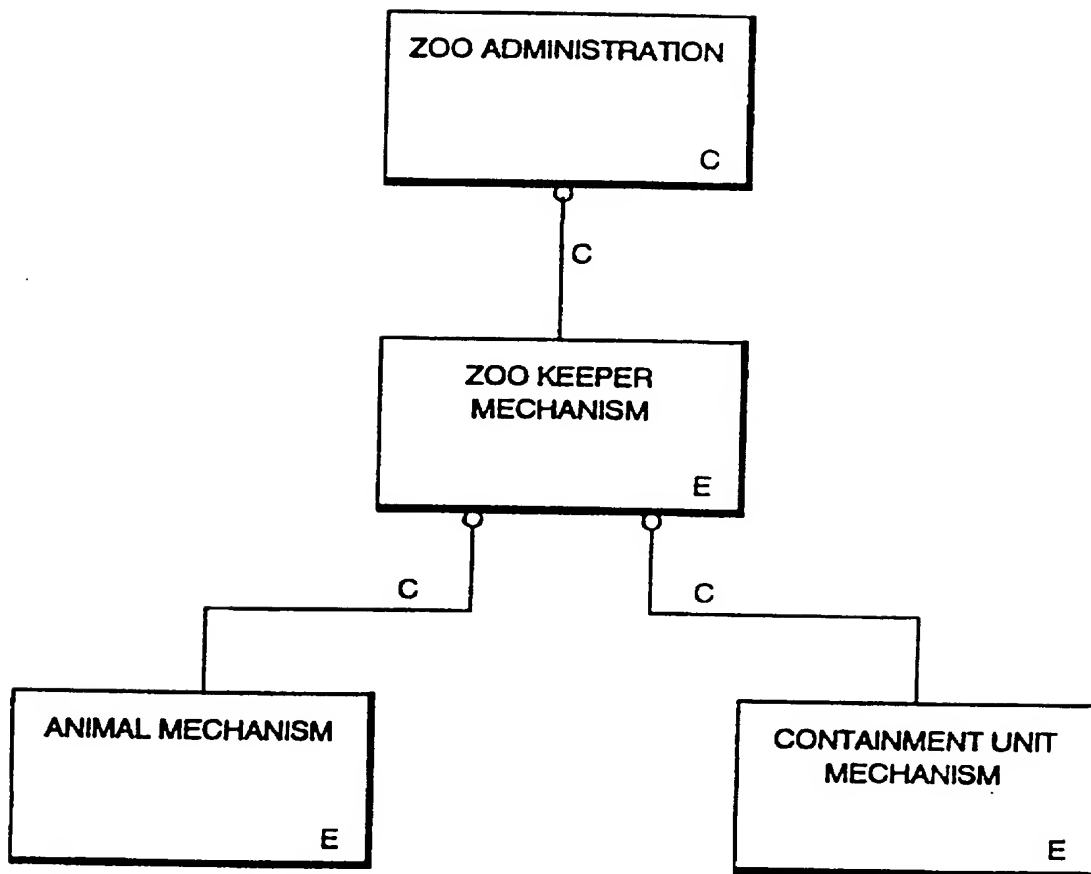 ZOO ADMINISTRATION
C
C
ZOO KEEPER
MECHANISM
E
C
C
ANIMAL MECHANISM
E
CONTAINMENT UNIT
MECHANISM
E